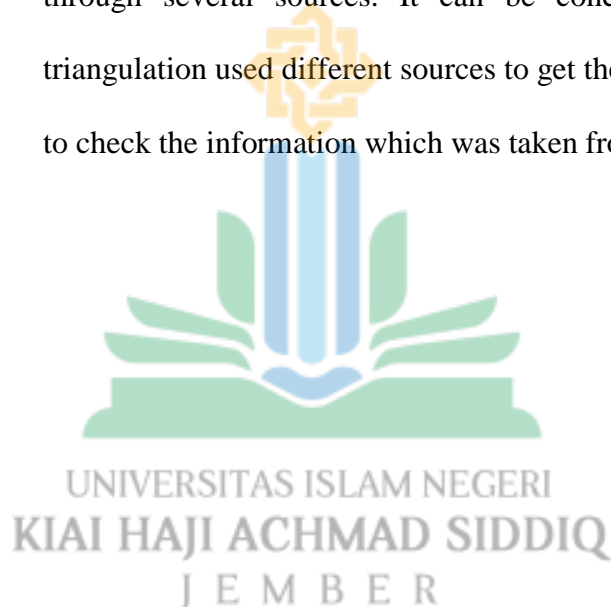 through several sources. It can be
triangulation used different sources to get
to check the information which was taken
UNIVERSITAS ISLAM NEGERI
KIAI HAJI ACHMAD SIDDIQ
JEMBER